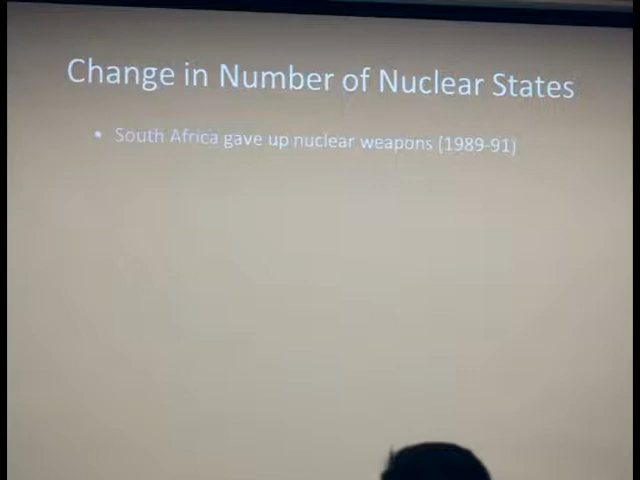 Change in Number of Nuclear States
• South Africa gave up nuclear weapons (1989-91)